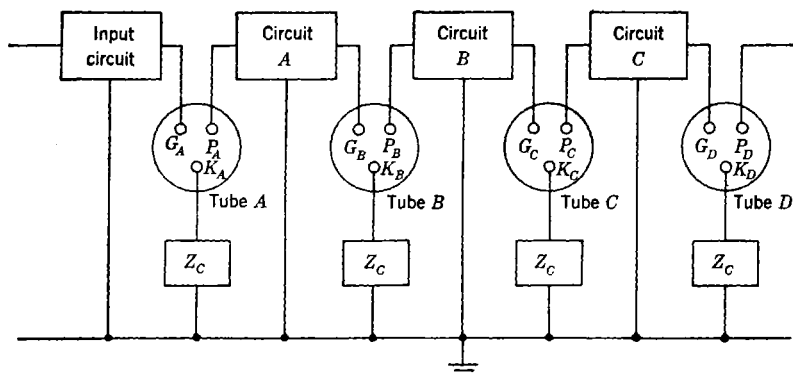 Input
circuit
Circuit
A
Circuit
B
Circuit
C
G_A P_A
K_A
Tube A
G_B P_B
K_B
Tube B
G_C P_C
K_C
Tube C
G_D P_D
K_D
Tube D
Z_C
Z_C
Z_C
Z_C